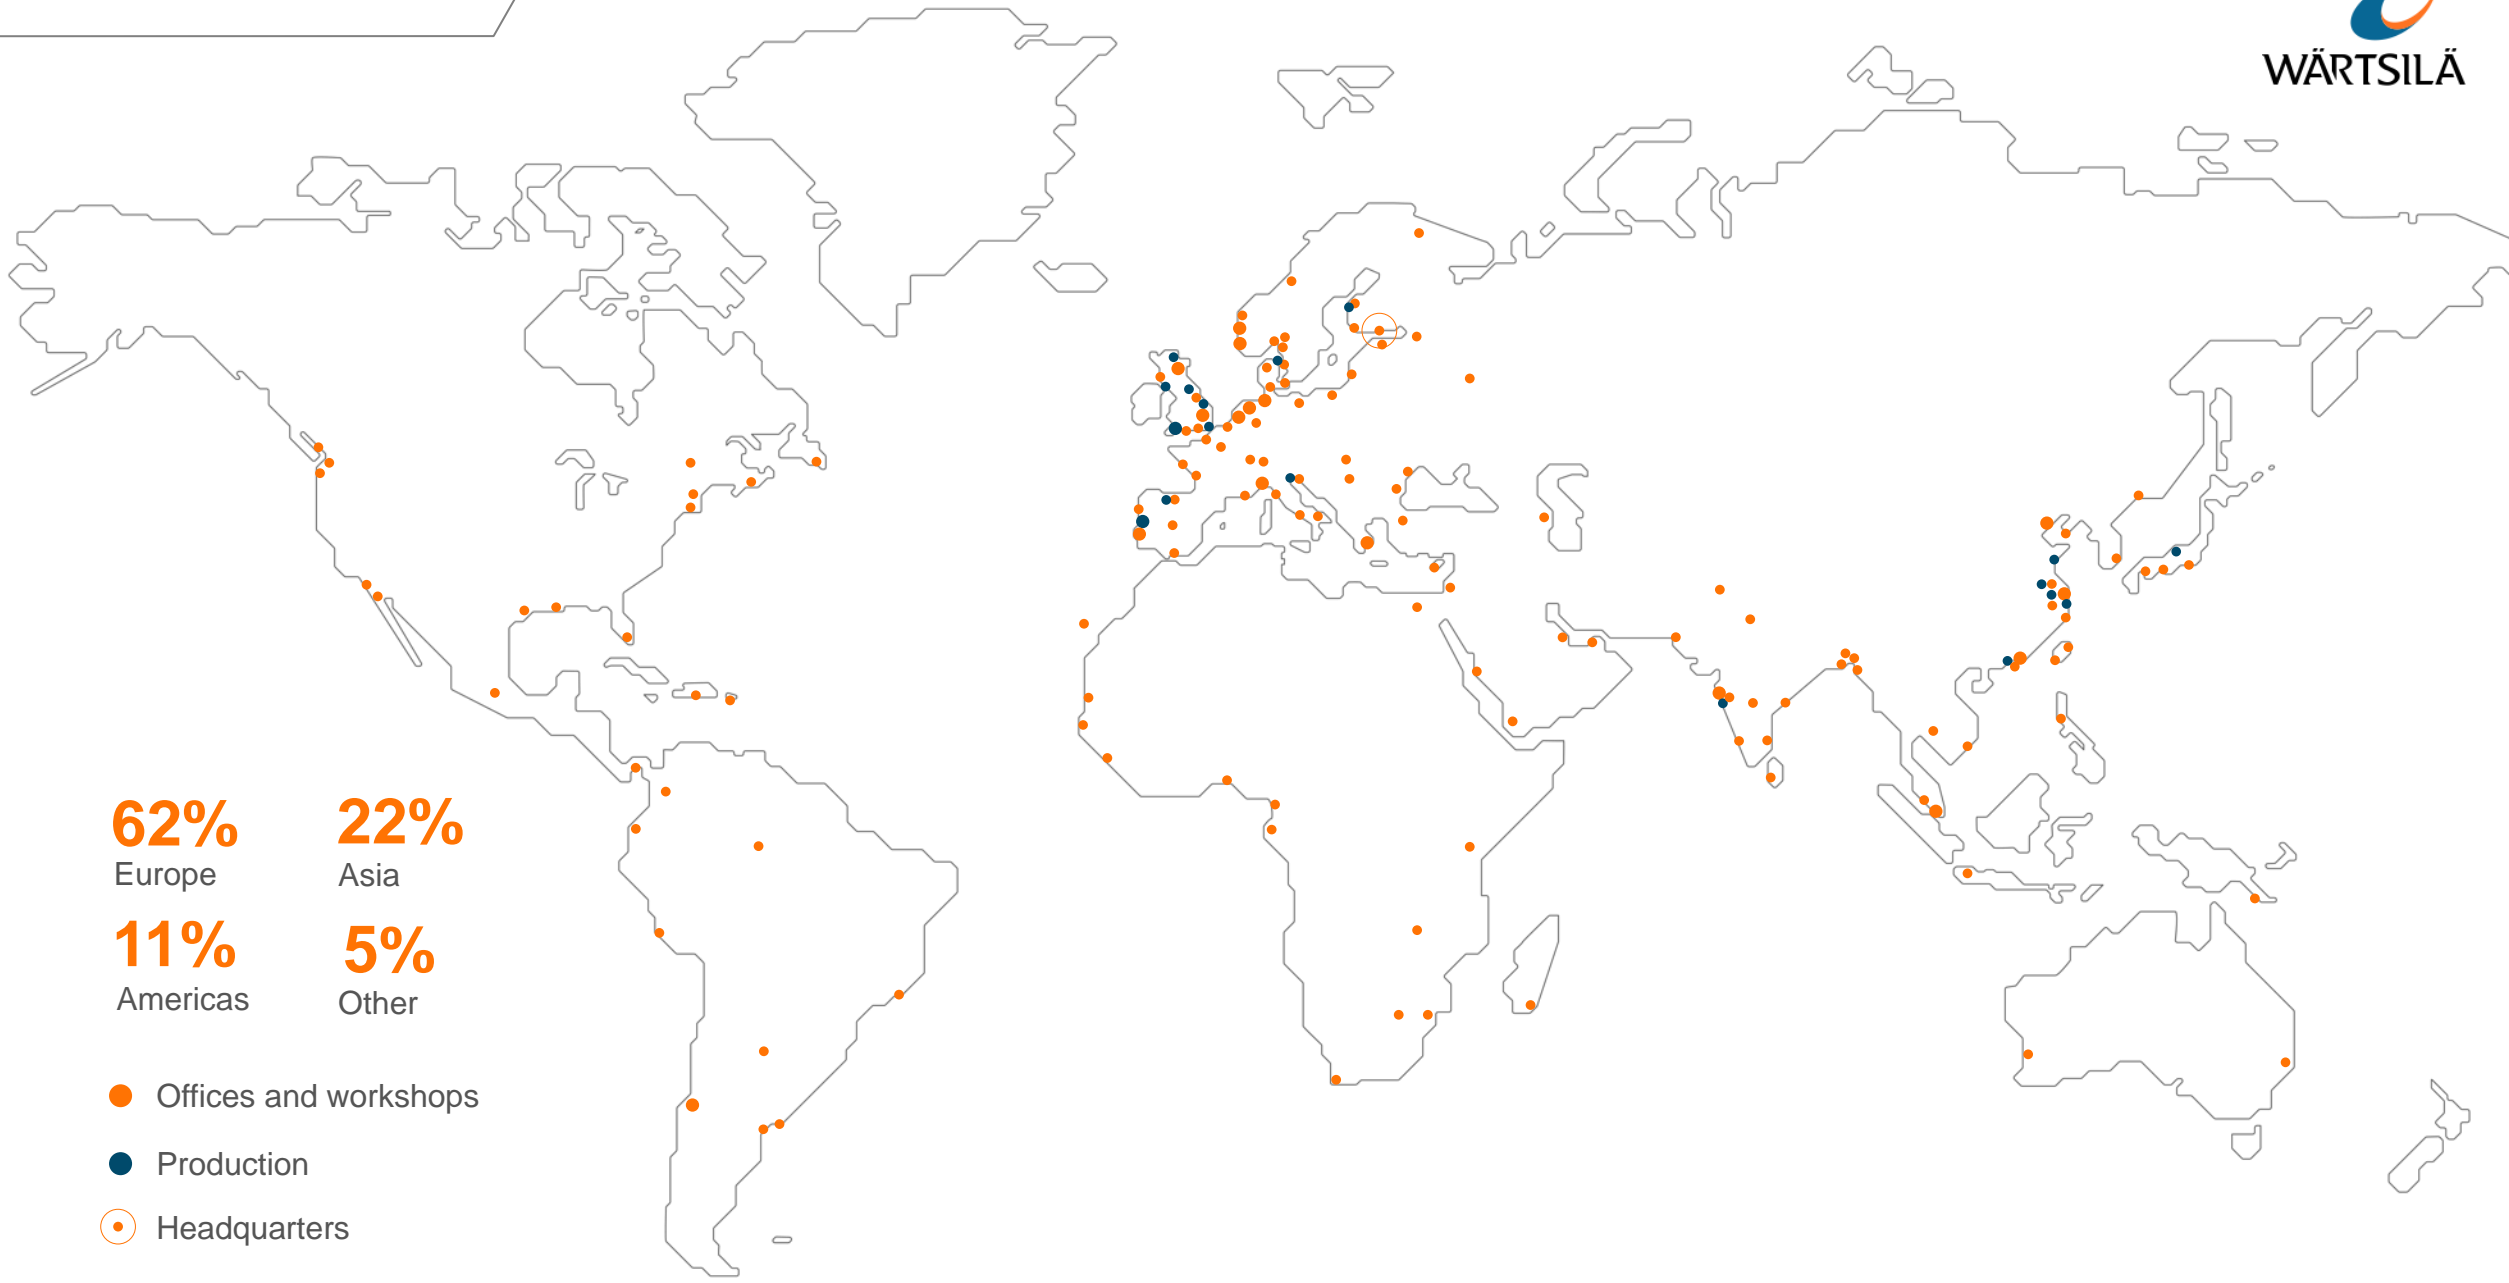 WÄRTSILÄ
62%
Europe
22%
Asia
11%
Americas
5%
Other
Offices and workshops
Production
Headquarters